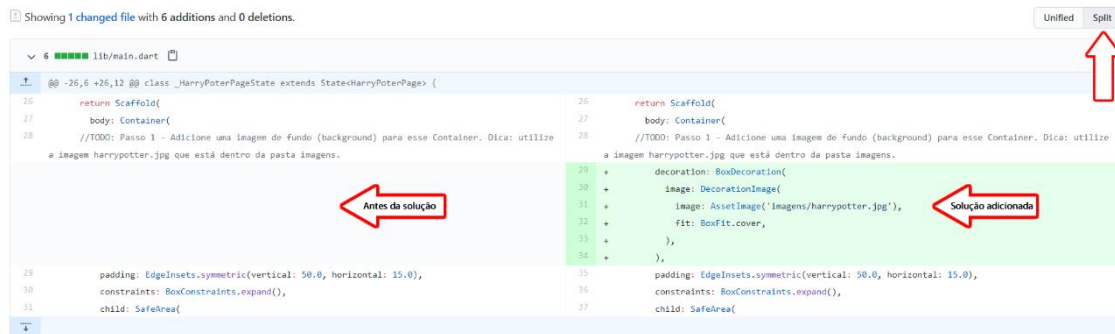 Showing 1 changed file with 6 additions and 0 deletions.
Unified Split
6 lib/main.dart
@@ -26,6 +26,12 @@ class _HarryPoterPageState extends State<HarryPoterPage> {
26 return Scaffold( 26 return Scaffold(
27 body: Container( 27 body: Container(
28 //TODO: Passo 1 - Adicione uma imagem de fundo (background) para esse Container. Dica: utilize 28 //TODO: Passo 1 - Adicione uma imagem de fundo (background) para esse Container. Dica: utilize
a imagem harrypotter.jpg que está dentro da pasta imagens. a imagem harrypotter.jpg que está dentro da pasta imagens.
29 + decoration: BoxDecoration(
30 + image: DecorationImage(
Antes da solução 31 + image: AssetImage('imagens/harrypotter.jpg'), Solução adicionada
32 + fit: BoxFit.cover,
33 + ),
34 + ),
29 padding: EdgeInsets.symmetric(vertical: 50.0, horizontal: 15.0), 35 padding: EdgeInsets.symmetric(vertical: 50.0, horizontal: 15.0),
30 constraints: BoxConstraints.expand(), 36 constraints: BoxConstraints.expand(),
31 child: SafeArea( 37 child: SafeArea(